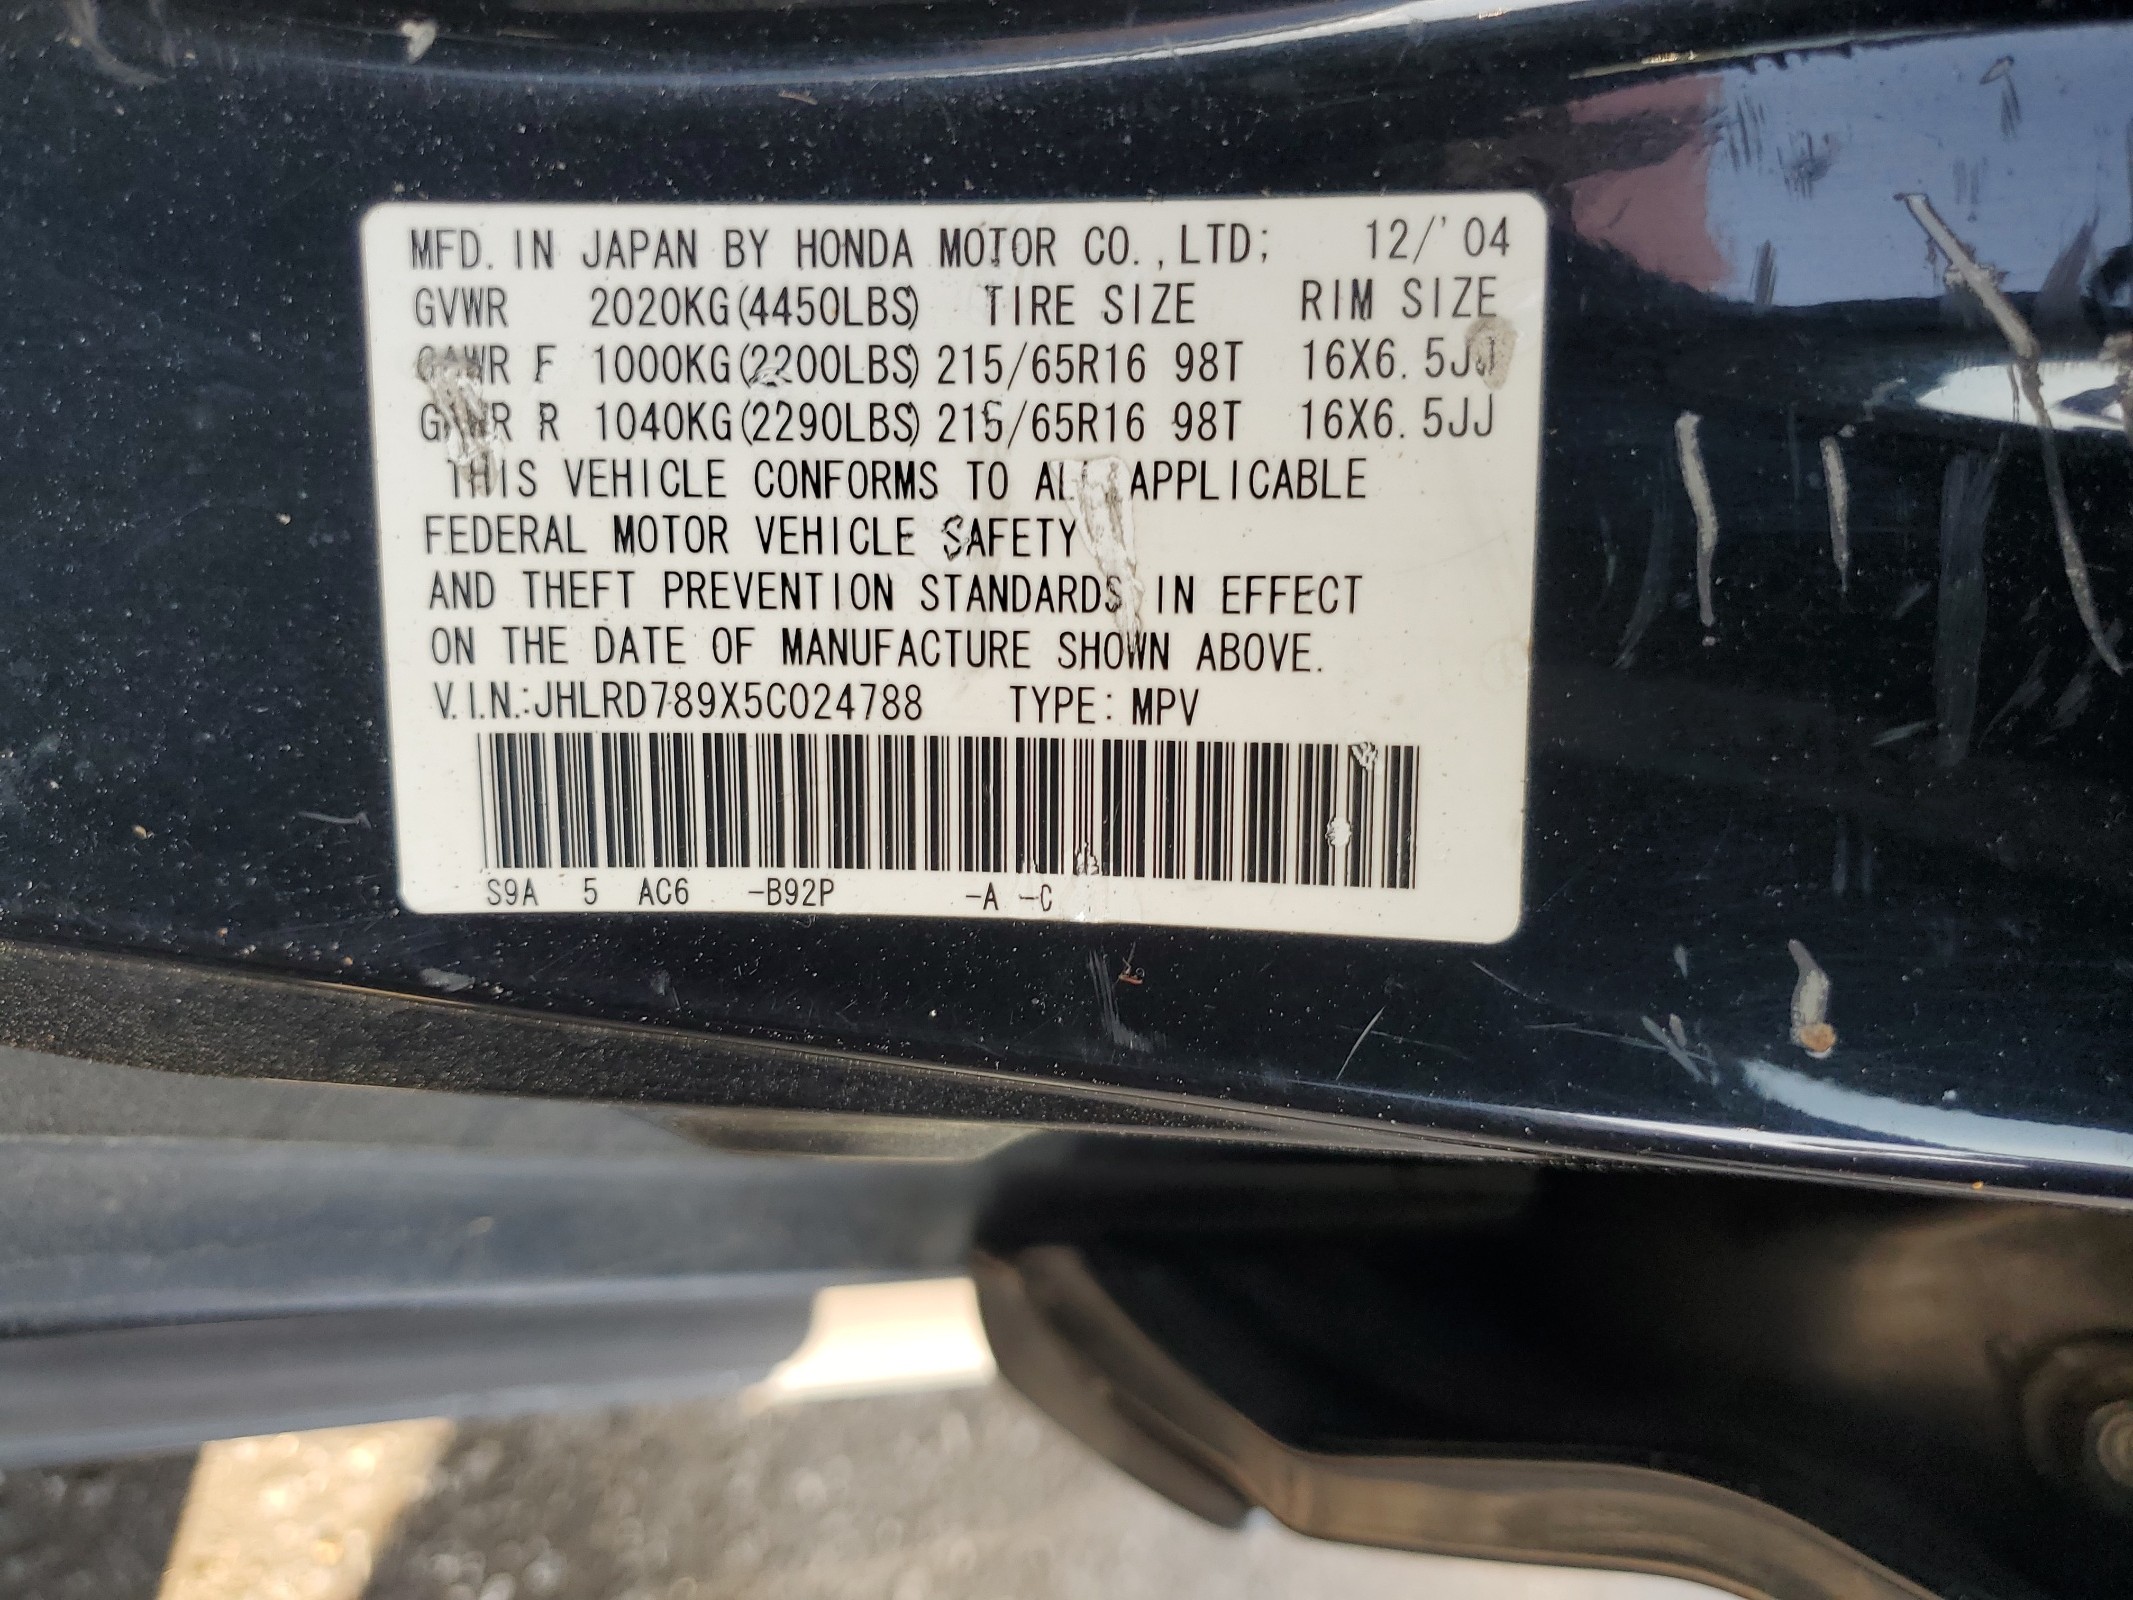 MFD. IN JAPAN BY HONDA MOTOR CO.,LTD; 12/'04
GVWR 2020KG(4450LBS) TIRE SIZE RIM SIZE
GAWR F 1000KG(2200LBS) 215/65R16 98T 16X6.5JJ
GAWR R 1040KG(2290LBS) 215/65R16 98T 16X6.5JJ
THIS VEHICLE CONFORMS TO ALL APPLICABLE
FEDERAL MOTOR VEHICLE SAFETY
AND THEFT PREVENTION STANDARDS IN EFFECT
ON THE DATE OF MANUFACTURE SHOWN ABOVE.
V.I.N.:JHLRD789X5C024788 TYPE: MPV
S9A 5 AC6 -B92P -A -C